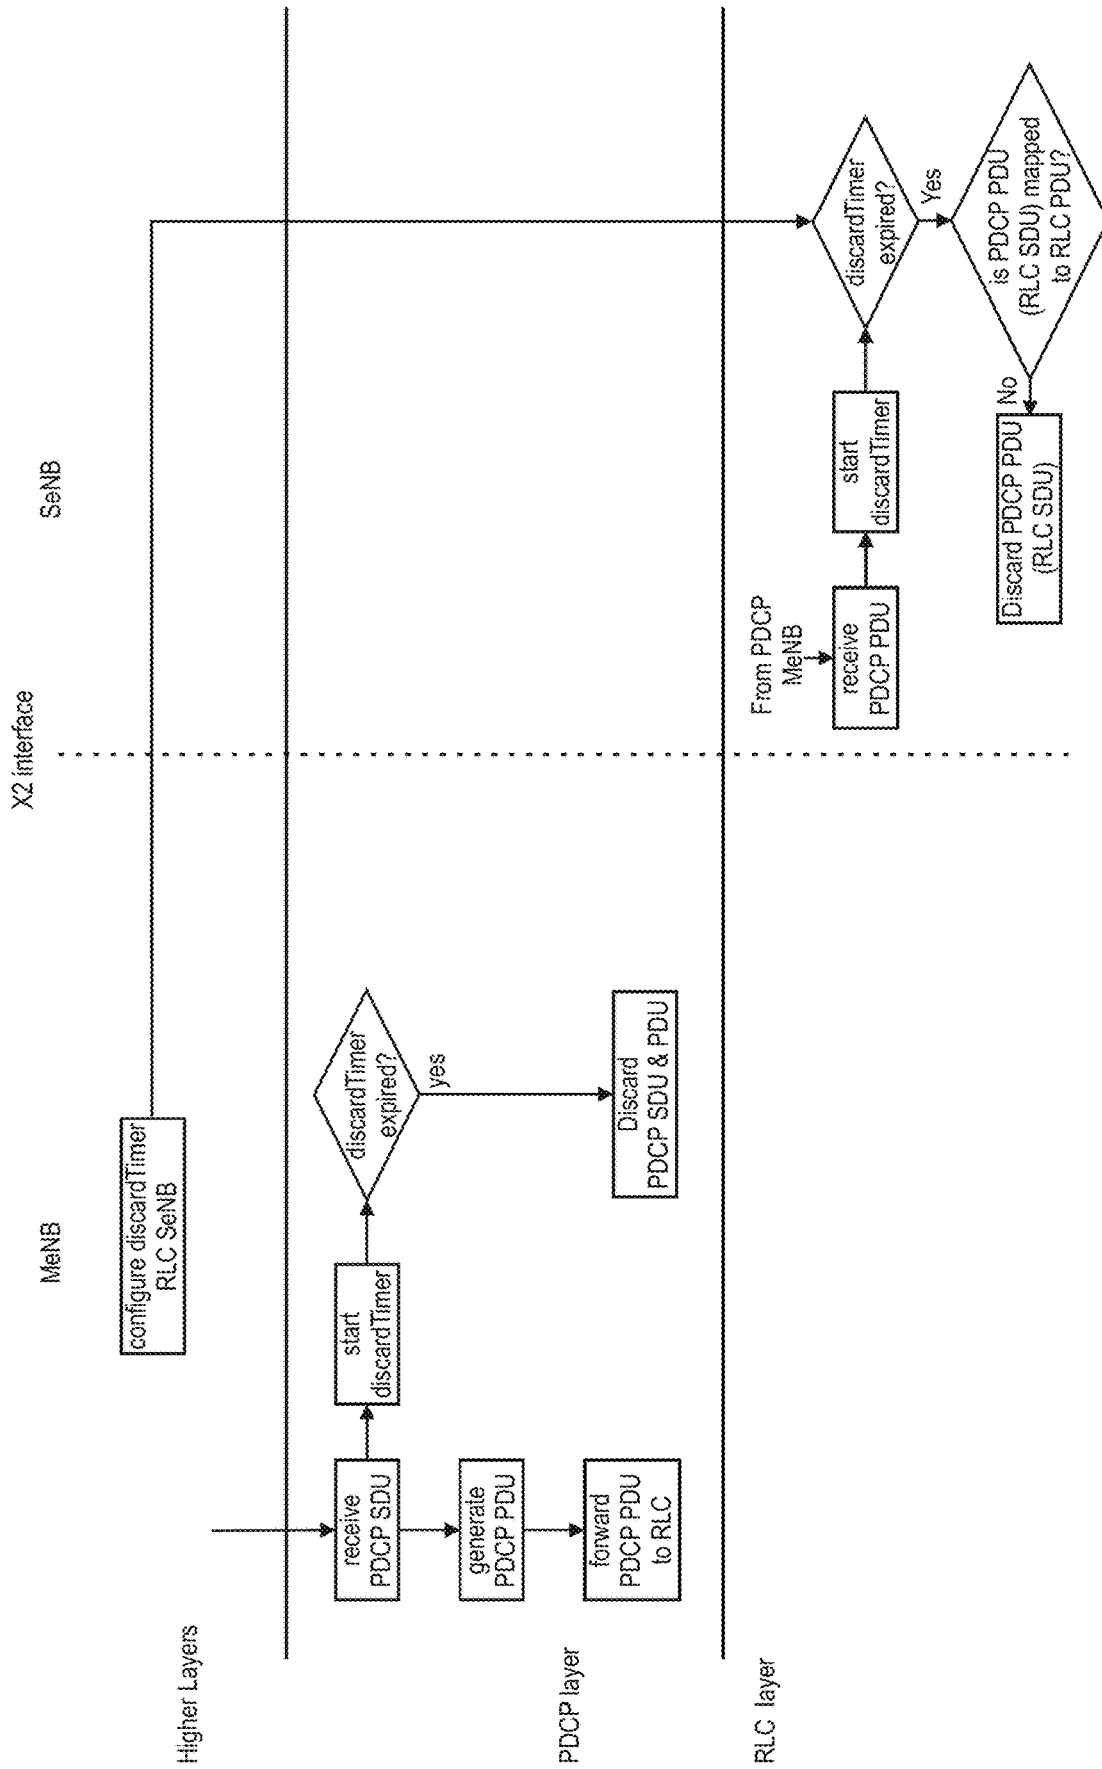 X2 interface
MeNB
SeNB
Higher Layers
configure discardTimer
RLC SeNB
PDCP layer
receive
PDCP SDU
start
discardTimer
discardTimer
expired?
yes
generate
PDCP PDU
forward
PDCP PDU
to RLC
Discard
PDCP SDU & PDU
RLC layer
From PDCP
MeNB
receive
PDCP PDU
start
discardTimer
discardTimer
expired?
Yes
is PDCP PDU
(RLC SDU) mapped
to RLC PDU?
No
Discard PDCP PDU
(RLC SDU)